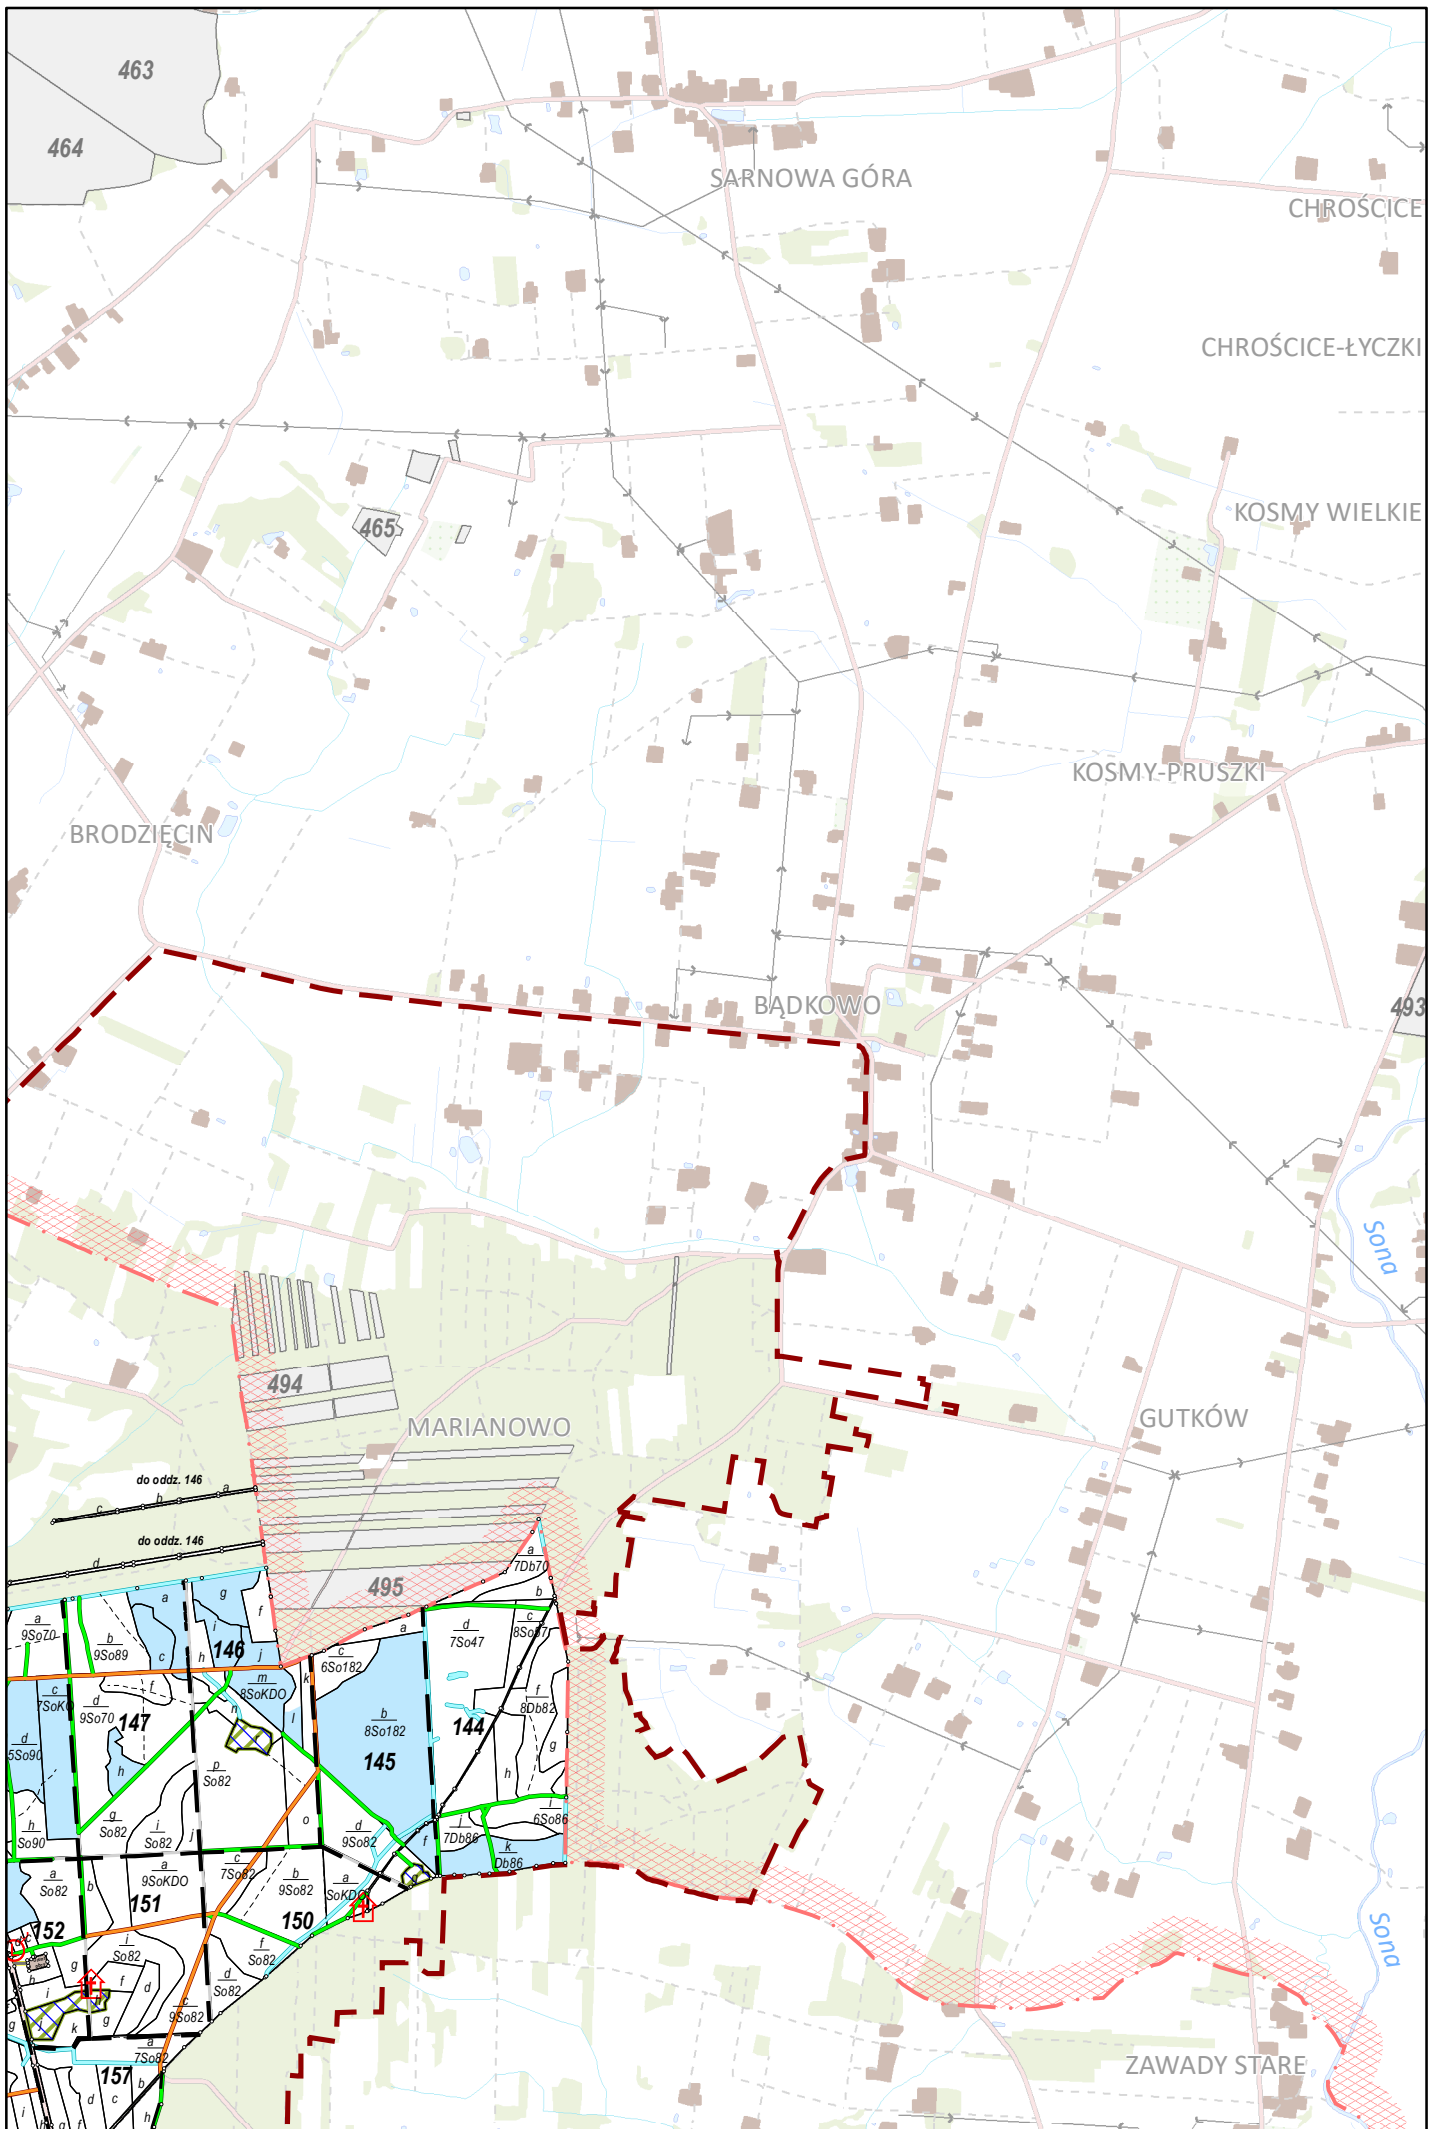 463
464
SARNOWA GÓRA
CHROŚCICE
CHROŚCICE-ŁYCZKI
465
KOSMY WIELKIE
KOSMY-PRUSZKI
BRODZIĘCIN
BĄDKOWO
493
Sona
494
MARIANOWO
GUTKÓW
do oddz. 146
c b a
do oddz. 146
d
495
a
7Db70
b
a
9So70
b
9So89
a
g
f
i
c
h
146
j
c
6So182
a
d
7So47
c
8So57
k
m
8SoKDO
f
8Db82
c
d
9So70
147
f
n
l
b
8So182
144
d
5So90
145
g
h
p
So82
h
h
So90
g
So82
i
So82
j
o
d
9So82
f
j
7Db86
i
6So86
k
Db86
a
So82
b
a
9SoKDO
c
7So82
b
9So82
a
SoKDO
151
150
152
i
So82
f
So82
g
h
f
d
d
So82
i
c
9So82
g
k
g
a
7So82
157
b
d
c
i
h
g
f
h
Sona
ZAWADY STARE